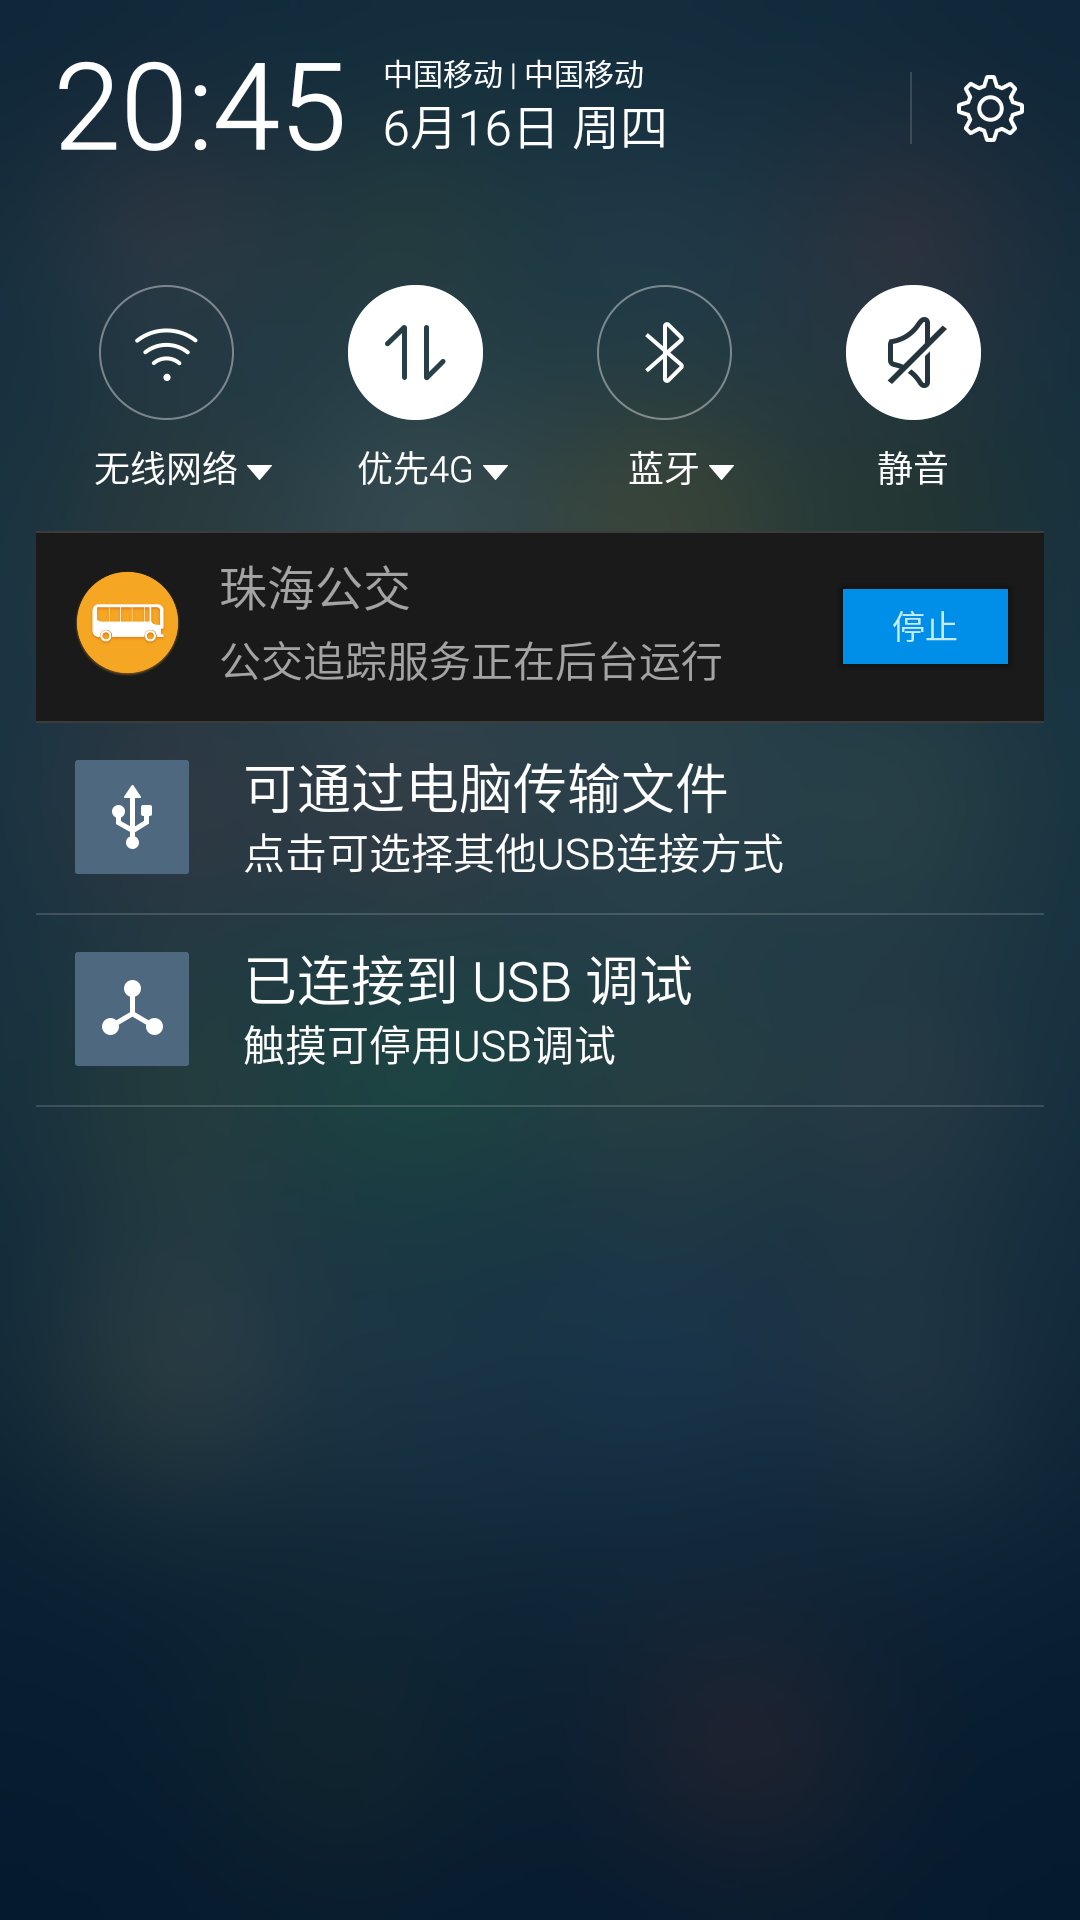 20:45
中国移动 | 中国移动
6月16日 周四
无线网络
优先4G
蓝牙
静音
珠海公交
公交追踪服务正在后台运行
停止
可通过电脑传输文件
点击可选择其他USB连接方式
已连接到 USB 调试
触摸可停用USB调试